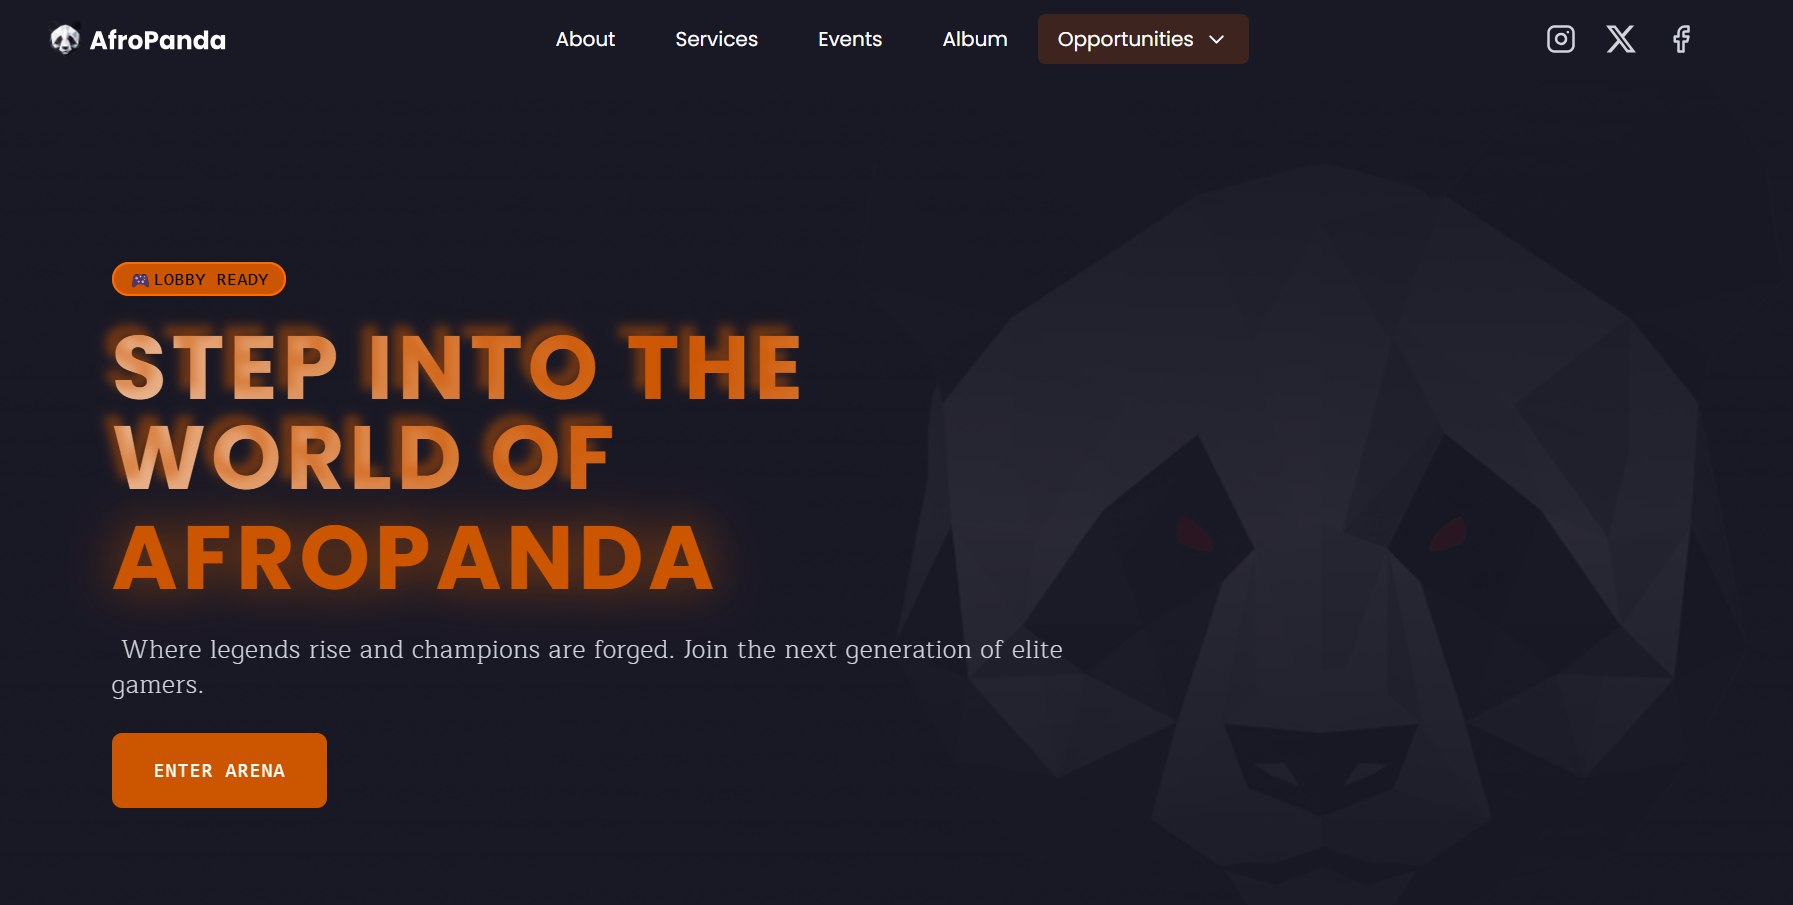 AfroPanda
About
Services
Events
Album
Opportunities
🎮 LOBBY READY
STEP INTO THE
WORLD OF
AFROPANDA
Where legends rise and champions are forged. Join the next generation of elite
gamers.
ENTER ARENA